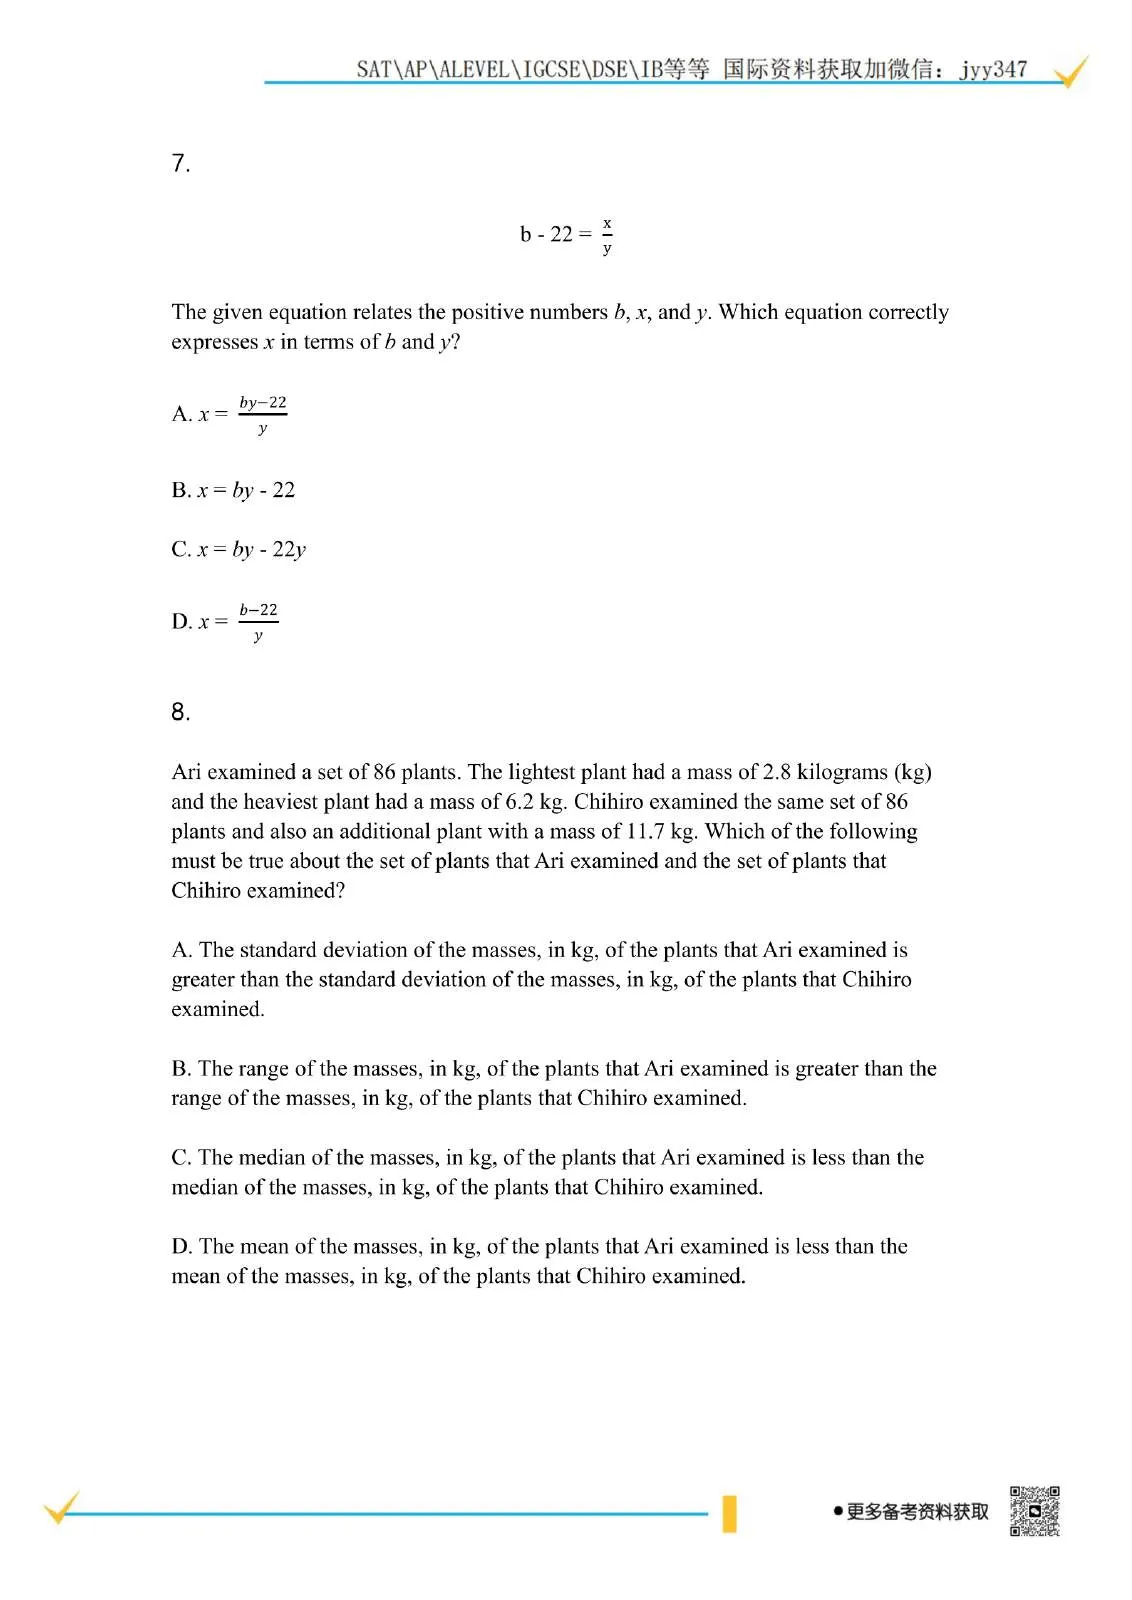 SAT\AP\ALEVEL\IGCSE\DSE\IB等等 国际资料获取加微信: jyy347
7.
b - 22 = x/y
The given equation relates the positive numbers b, x, and y. Which equation correctly
expresses x in terms of b and y?
A. x = by−22/y
B. x = by - 22
C. x = by - 22y
D. x = b−22/y
8.
Ari examined a set of 86 plants. The lightest plant had a mass of 2.8 kilograms (kg)
and the heaviest plant had a mass of 6.2 kg. Chihiro examined the same set of 86
plants and also an additional plant with a mass of 11.7 kg. Which of the following
must be true about the set of plants that Ari examined and the set of plants that
Chihiro examined?
A. The standard deviation of the masses, in kg, of the plants that Ari examined is
greater than the standard deviation of the masses, in kg, of the plants that Chihiro
examined.
B. The range of the masses, in kg, of the plants that Ari examined is greater than the
range of the masses, in kg, of the plants that Chihiro examined.
C. The median of the masses, in kg, of the plants that Ari examined is less than the
median of the masses, in kg, of the plants that Chihiro examined.
D. The mean of the masses, in kg, of the plants that Ari examined is less than the
mean of the masses, in kg, of the plants that Chihiro examined.
●更多备考资料获取